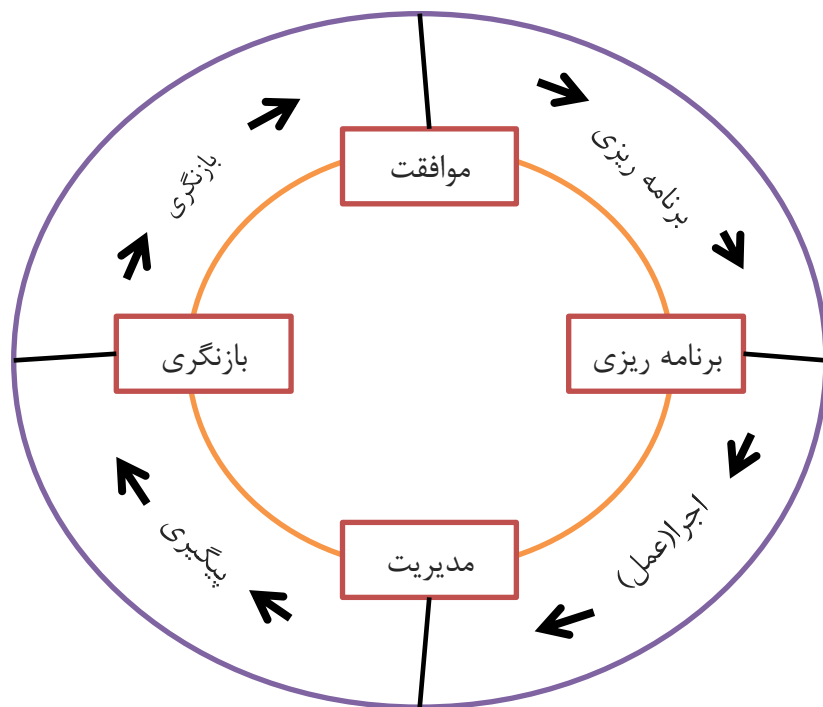 موافقت
برنامه ریزی
برنامه ریزی
اجرا(عمل)
مدیریت
پیگیری
بازنگری
بازنگری